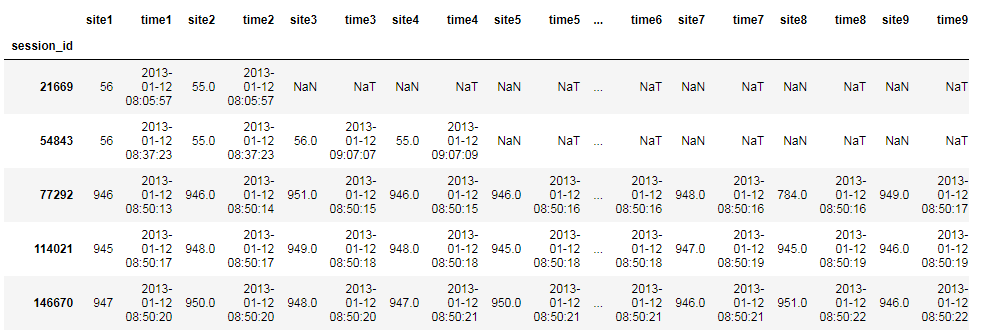 site1 time1 site2 time2 site3 time3 site4 time4 site5 time5 ... time6 site7 time7 site8 time8 site9 time9
session_id
21669 56 2013-01-12 08:05:57 55.0 2013-01-12 08:05:57 NaN NaT NaN NaT NaN NaT ... NaT NaN NaT NaN NaT NaN NaT
54843 56 2013-01-12 08:37:23 55.0 2013-01-12 08:37:23 56.0 2013-01-12 09:07:07 55.0 2013-01-12 09:07:09 NaN NaT ... NaT NaN NaT NaN NaT NaN NaT
77292 946 2013-01-12 08:50:13 946.0 2013-01-12 08:50:14 951.0 2013-01-12 08:50:15 946.0 2013-01-12 08:50:15 946.0 2013-01-12 08:50:16 ... 2013-01-12 08:50:16 948.0 2013-01-12 08:50:16 784.0 2013-01-12 08:50:16 949.0 2013-01-12 08:50:17
114021 945 2013-01-12 08:50:17 948.0 2013-01-12 08:50:17 949.0 2013-01-12 08:50:18 948.0 2013-01-12 08:50:18 945.0 2013-01-12 08:50:18 ... 2013-01-12 08:50:18 947.0 2013-01-12 08:50:19 945.0 2013-01-12 08:50:19 946.0 2013-01-12 08:50:19
146670 947 2013-01-12 08:50:20 950.0 2013-01-12 08:50:20 948.0 2013-01-12 08:50:20 947.0 2013-01-12 08:50:21 950.0 2013-01-12 08:50:21 ... 2013-01-12 08:50:21 946.0 2013-01-12 08:50:21 951.0 2013-01-12 08:50:22 946.0 2013-01-12 08:50:22